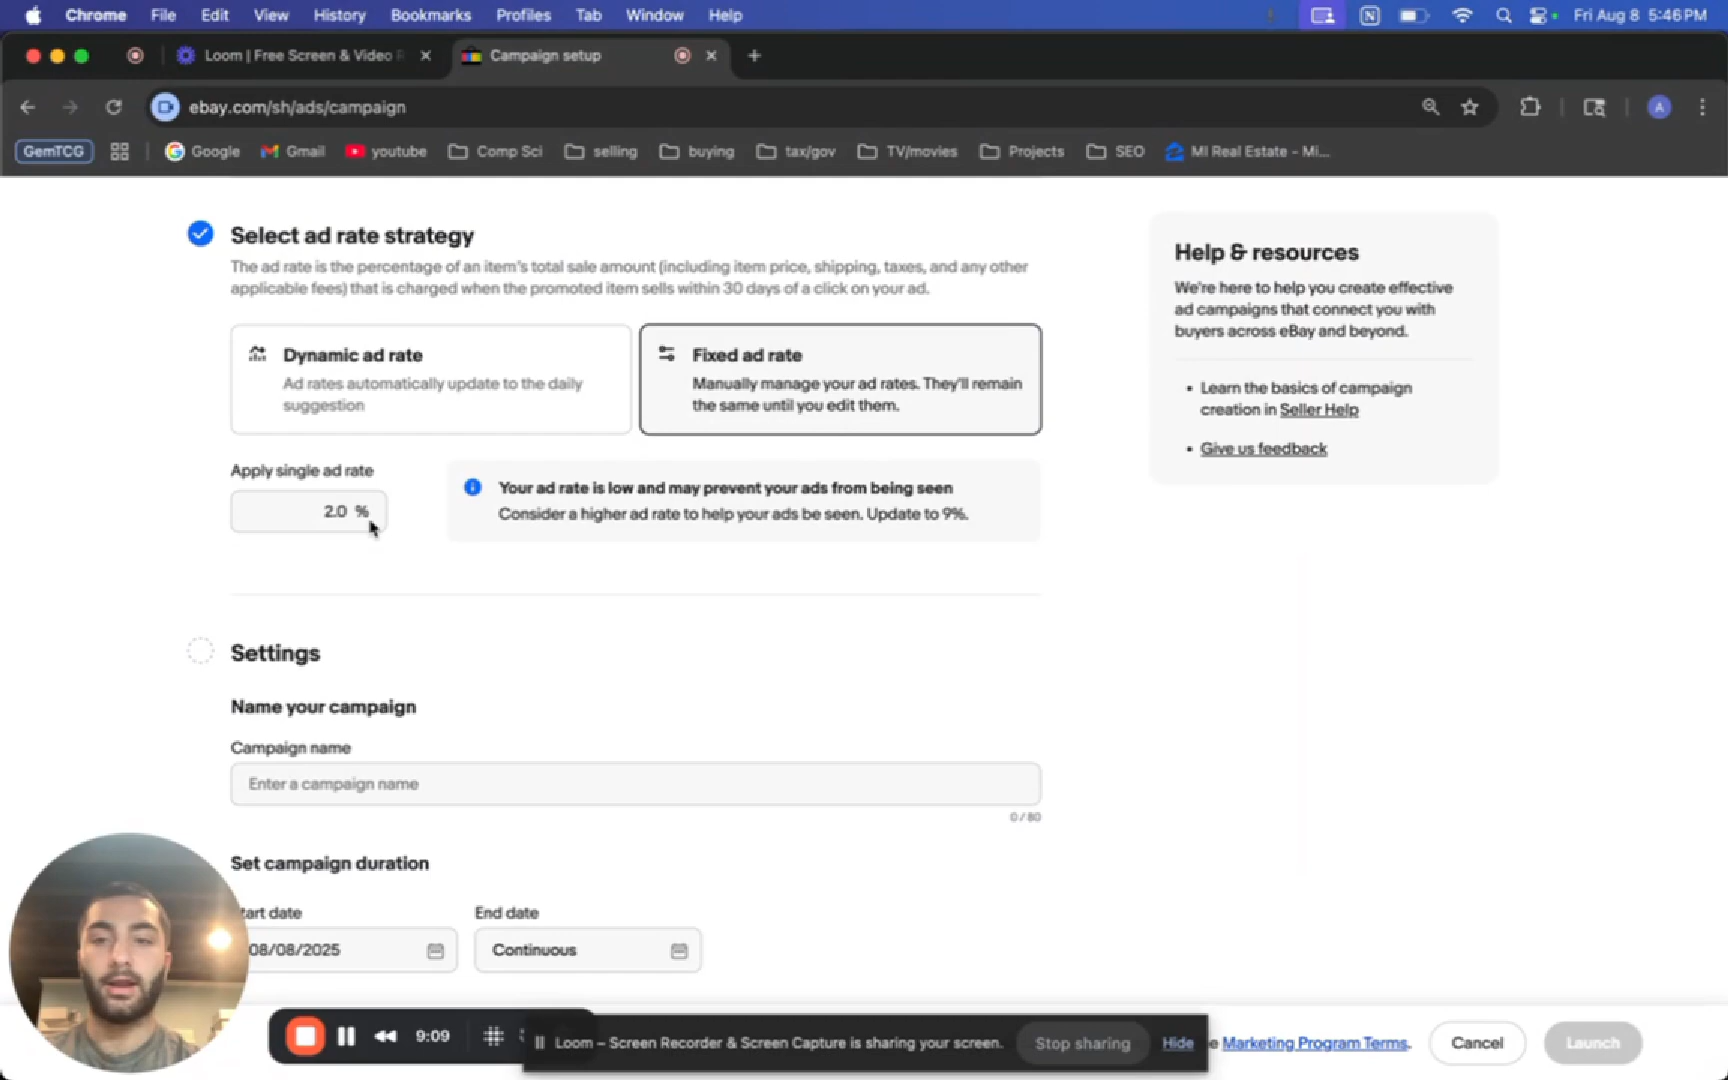 Chrome File Edit View History Bookmarks Profiles Tab Window Help Fri Aug 8 5:46 PM
Loom | Free Screen & Video Campaign setup
ebay.com/sh/ads/campaign A
GemTCG Google Gmail youtube Comp Sci selling buying tax/gov TV/movies Projects SEO MI Real Estate - Mi...
Select ad rate strategy
The ad rate is the percentage of an item's total sale amount (including item price, shipping, taxes, and any other
applicable fees) that is charged when the promoted item sells within 30 days of a click on your ad.
Dynamic ad rate
Ad rates automatically update to the daily
suggestion
Fixed ad rate
Manually manage your ad rates. They'll remain
the same until you edit them.
Apply single ad rate
2.0 %
Your ad rate is low and may prevent your ads from being seen
Consider a higher ad rate to help your ads be seen. Update to 9%.
Help & resources
We're here to help you create effective
ad campaigns that connect you with
buyers across eBay and beyond.
• Learn the basics of campaign
creation in Seller Help
• Give us feedback
Settings
Name your campaign
Campaign name
Enter a campaign name
0/80
Set campaign duration
tart date End date
08/08/2025 Continuous
9:09
Loom – Screen Recorder & Screen Capture is sharing your screen. Stop sharing Hide
e Marketing Program Terms. Cancel Launch